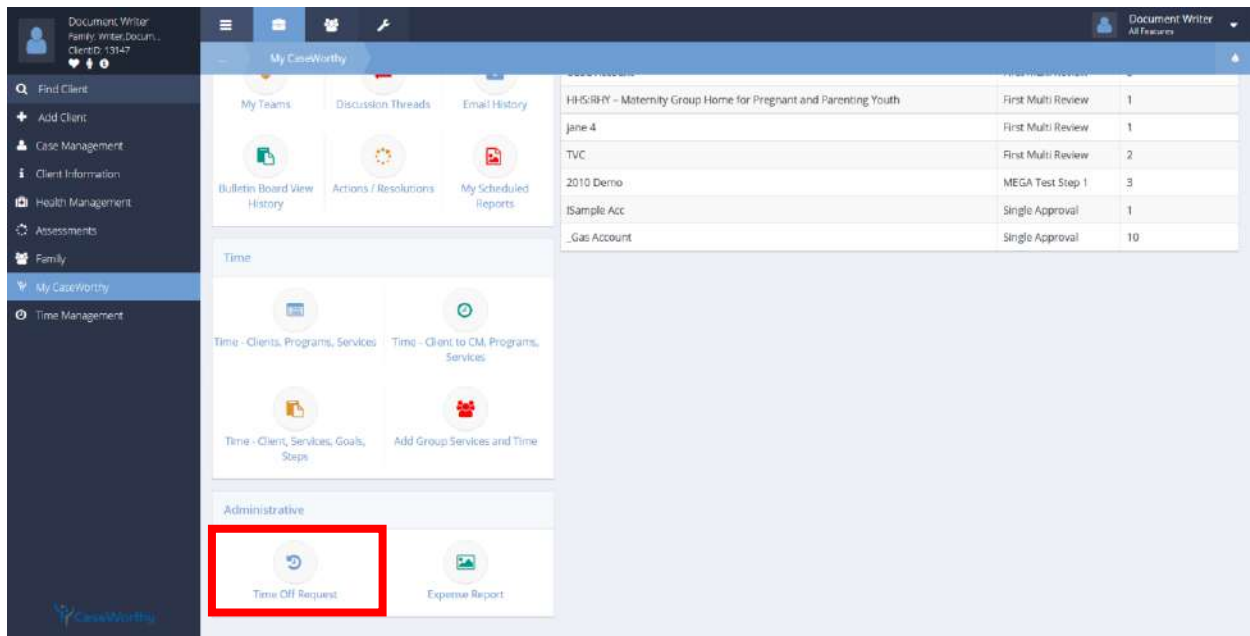 Document Writer
Family: Writer,Docum...
ClientID: 13147
Document Writer
All Features
... My CaseWorthy
Find Client
Add Client
Case Management
Client Information
Health Management
Assessments
Family
My CaseWorthy
Time Management
CaseWorthy
My Teams
Discussion Threads
Email History
Bulletin Board View
History
Actions / Resolutions
My Scheduled
Reports
Time
Time - Clients, Programs, Services
Time - Client to CM, Programs,
Services
Time - Client, Services, Goals,
Steps
Add Group Services and Time
Administrative
Time Off Request
Expense Report
HHS:RHY – Maternity Group Home for Pregnant and Parenting Youth First Multi Review 1
jane 4 First Multi Review 1
TVC First Multi Review 2
2010 Demo MEGA Test Step 1 3
Sample Acc Single Approval 1
_Gas Account Single Approval 10